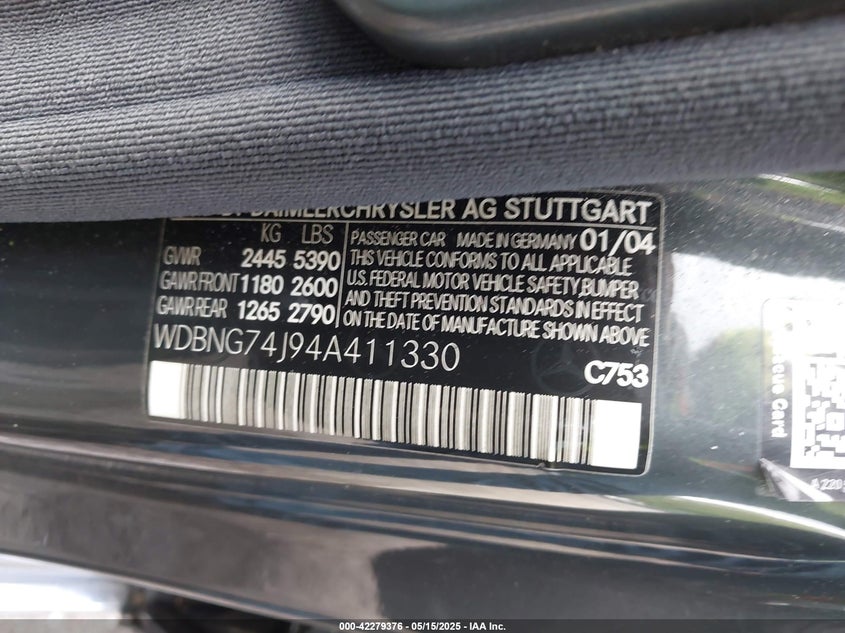 DAIMLERCHRYSLER AG STUTTGART
KG LBS
GVWR 2445 5390
GAWR FRONT 1180 2600
GAWR REAR 1265 2790
PASSENGER CAR MADE IN GERMANY 01/04
THIS VEHICLE CONFORMS TO ALL APPLICABLE
U.S. FEDERAL MOTOR VEHICLE SAFETY, BUMPER
AND THEFT PREVENTION STANDARDS IN EFFECT
ON THE DATE OF MANUFACTURE SHOWN ABOVE
WDBNG74J94A411330
C753
Card
A 220
000-42279376 / 05/15/2025 - IAA Inc.